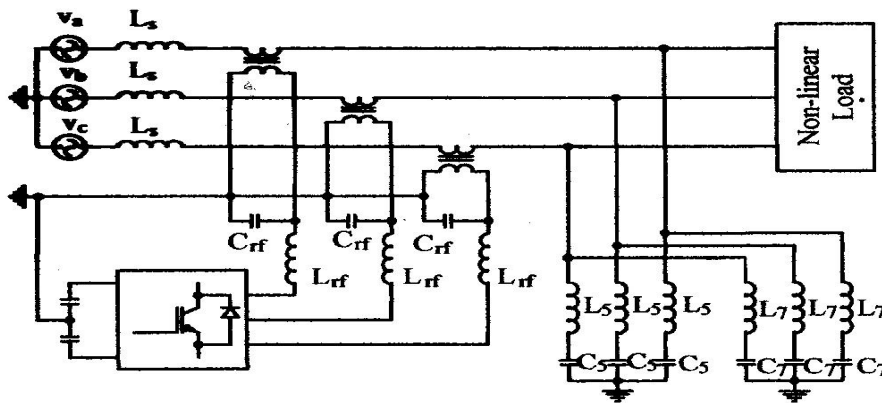 va Ls
vb Ls
vc Ls
Non-linear
Load
Crf Crf Crf
Lrf Lrf Lrf
L5 L5 L5 L7 L7 L7
C5 C5 C5 C7 C7 C7